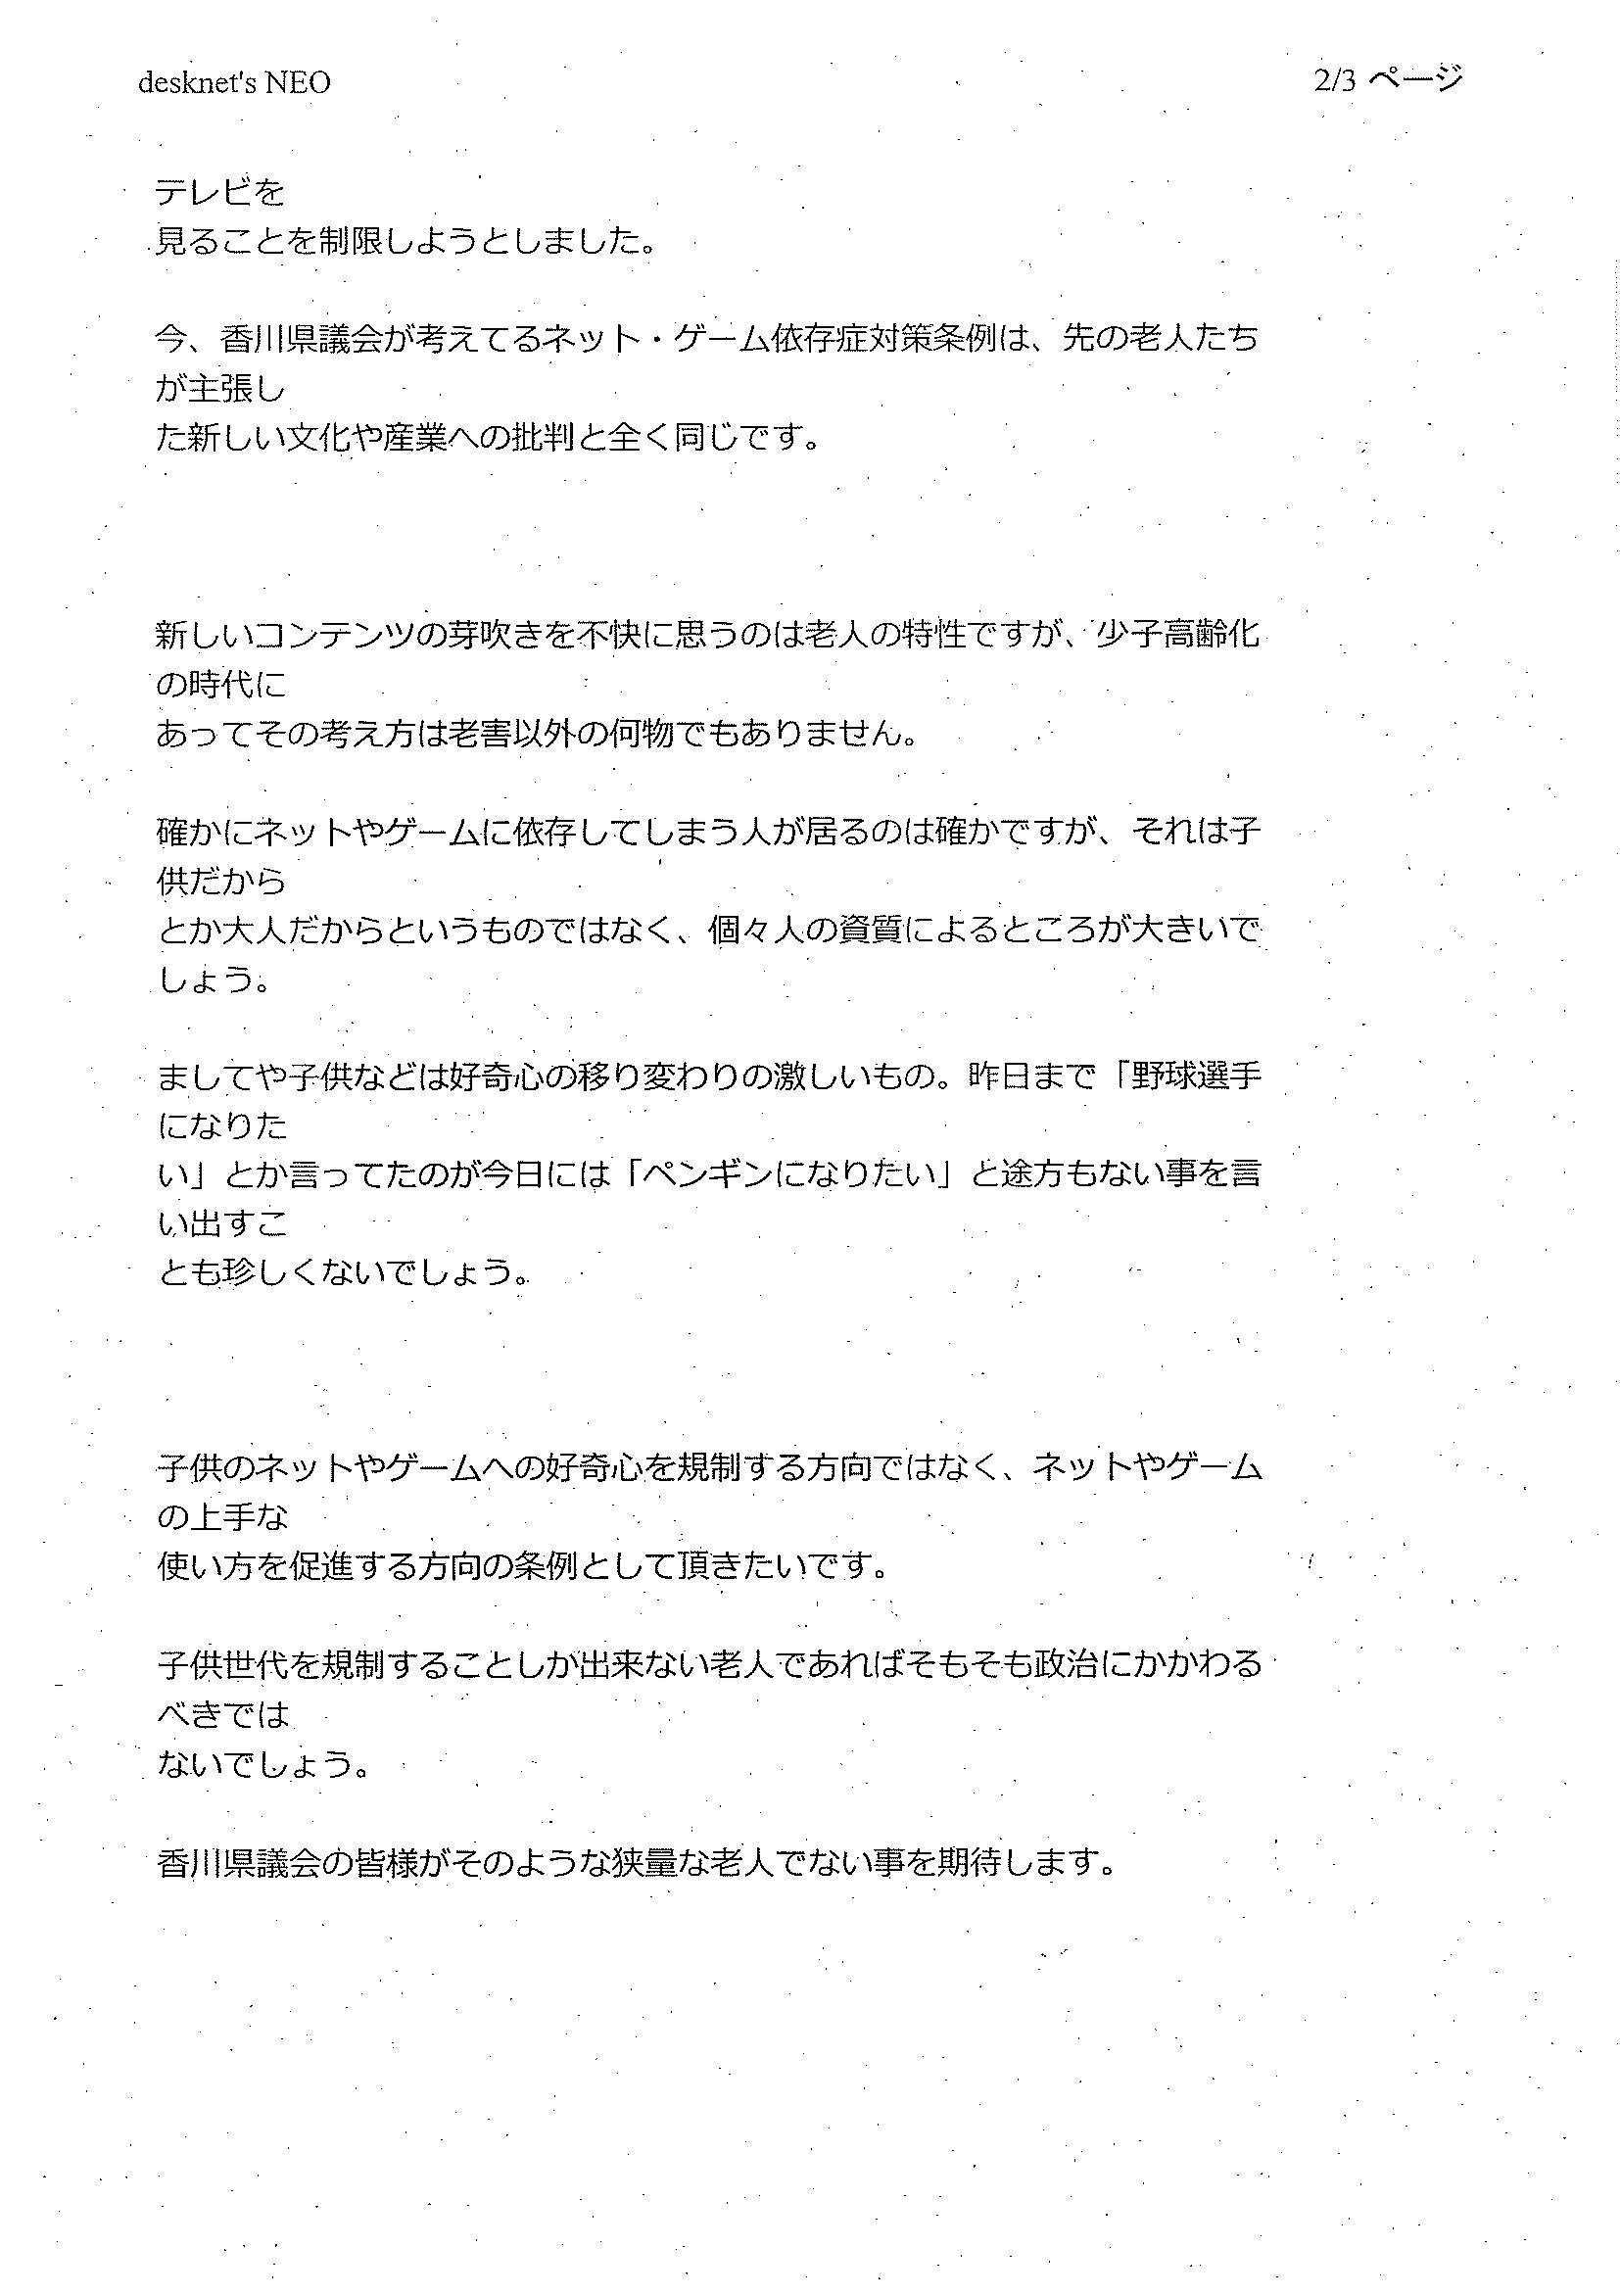 desknet's NEO
2/3 ページ
テレビを
見ることを制限しようとしました。
今、香川県議会が考えてるネット・ゲーム依存症対策条例は、先の老人たち
が主張し
た新しい文化や産業への批判と全く同じです。
新しいコンテンツの芽吹きを不快に思うのは老人の特性ですが、少子高齢化
の時代に
あってその考え方は老害以外の何物でもありません。
確かにネットやゲームに依存してしまう人が居るのは確かですが、それは子
供だから
とか大人だからというものではなく、個々人の資質によるところが大きいで
しょう。
ましてや子供などは好奇心の移り変わりの激しいもの。昨日まで「野球選手
になりた
い」とか言ってたのが今日には「ペンギンになりたい」と途方もない事を言
い出すこ
とも珍しくないでしょう。
子供のネットやゲームへの好奇心を規制する方向ではなく、ネットやゲーム
の上手な
使い方を促進する方向の条例として頂きたいです。
子供世代を規制することしか出来ない老人であればそもそも政治にかかわる
べきでは
ないでしょう。
香川県議会の皆様がそのような狭量な老人でない事を期待します。